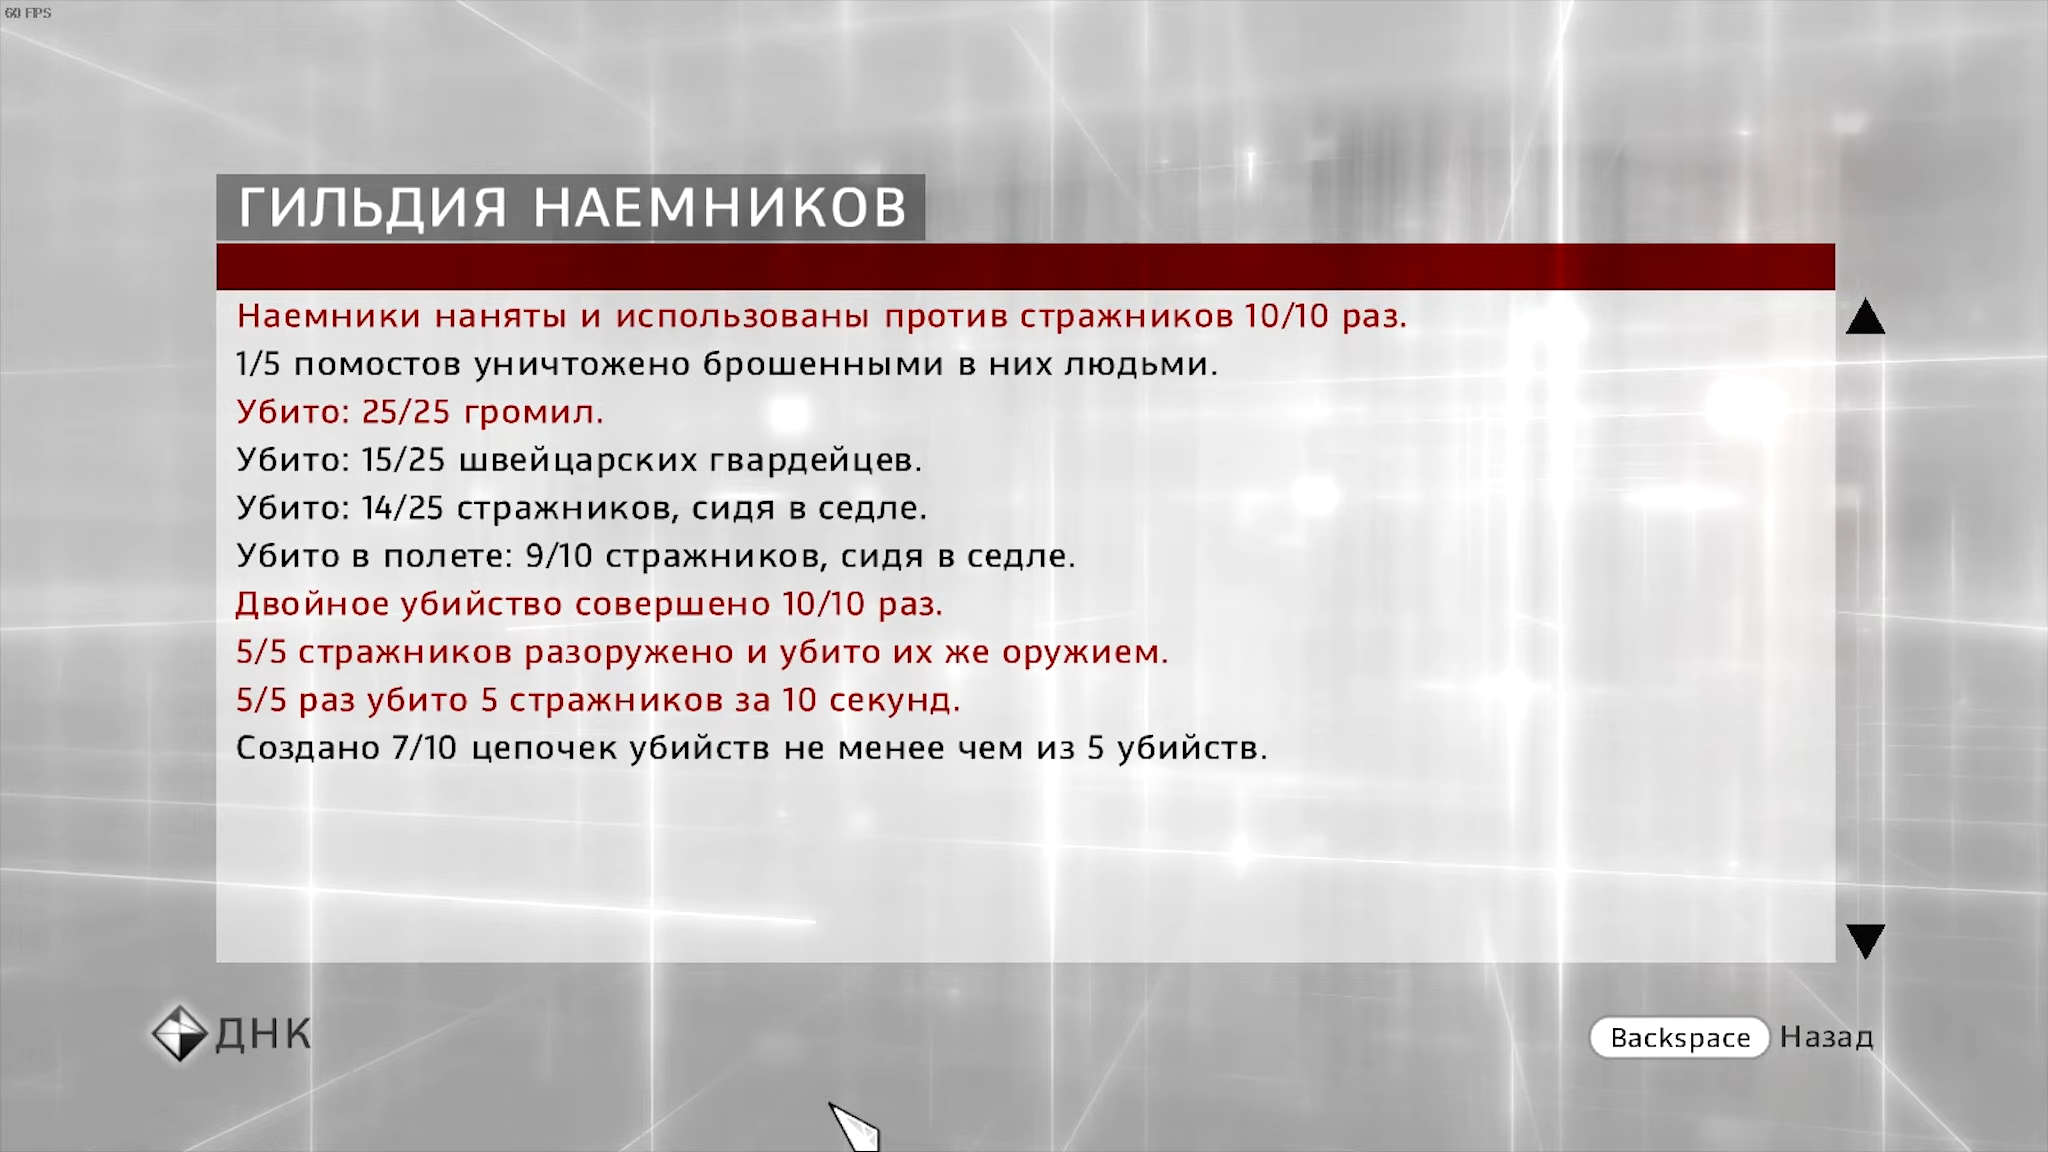 60 FPS
ГИЛЬДИЯ НАЕМНИКОВ
Наемники наняты и использованы против стражников 10/10 раз.
1/5 помостов уничтожено брошенными в них людьми.
Убито: 25/25 громил.
Убито: 15/25 швейцарских гвардейцев.
Убито: 14/25 стражников, сидя в седле.
Убито в полете: 9/10 стражников, сидя в седле.
Двойное убийство совершено 10/10 раз.
5/5 стражников разоружено и убито их же оружием.
5/5 раз убито 5 стражников за 10 секунд.
Создано 7/10 цепочек убийств не менее чем из 5 убийств.
ДНК
Backspace Назад